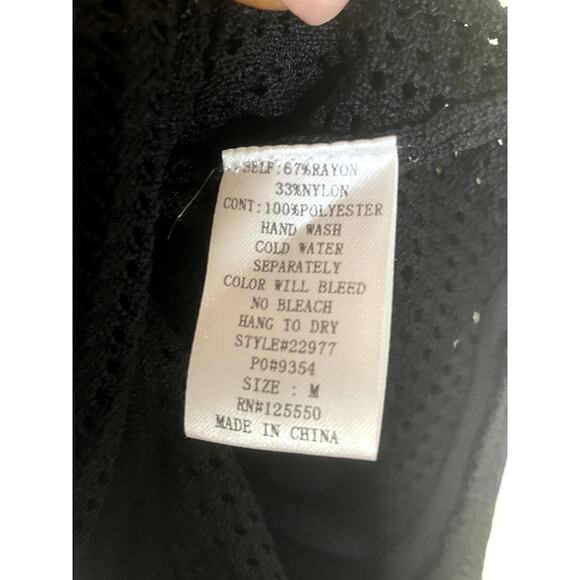 SELF:67%RAYON
33%NYLON
CONT:100%POLYESTER
HAND WASH
COLD WATER
SEPARATELY
COLOR WILL BLEED
NO BLEACH
HANG TO DRY
STYLE#22977
PO#9354
SIZE : M
RN#125550
MADE IN CHINA